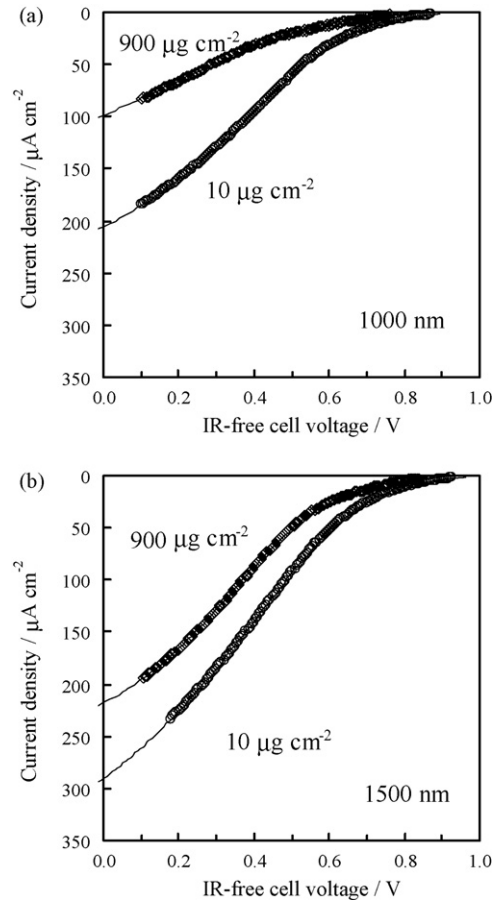 (a)
0
50
100
150
200
250
300
350
Current density / μA cm⁻²
900 μg cm⁻²
10 μg cm⁻²
1000 nm
0.0 0.2 0.4 0.6 0.8 1.0
IR-free cell voltage / V
(b)
0
50
100
150
200
250
300
350
Current density / μA cm⁻²
900 μg cm⁻²
10 μg cm⁻²
1500 nm
0.0 0.2 0.4 0.6 0.8 1.0
IR-free cell voltage / V